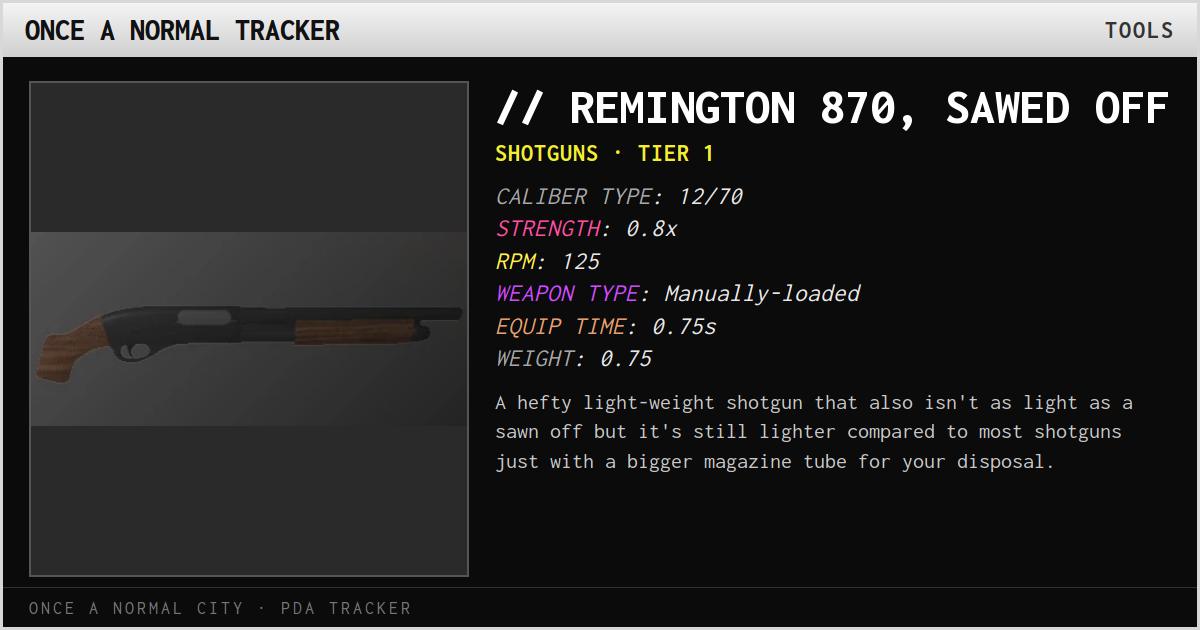 ONCE A NORMAL TRACKER
TOOLS
// REMINGTON 870, SAWED OFF
SHOTGUNS · TIER 1
CALIBER TYPE: 12/70
STRENGTH: 0.8x
RPM: 125
WEAPON TYPE: Manually-loaded
EQUIP TIME: 0.75s
WEIGHT: 0.75
A hefty light-weight shotgun that also isn't as light as a
sawn off but it's still lighter compared to most shotguns
just with a bigger magazine tube for your disposal.
ONCE A NORMAL CITY · PDA TRACKER